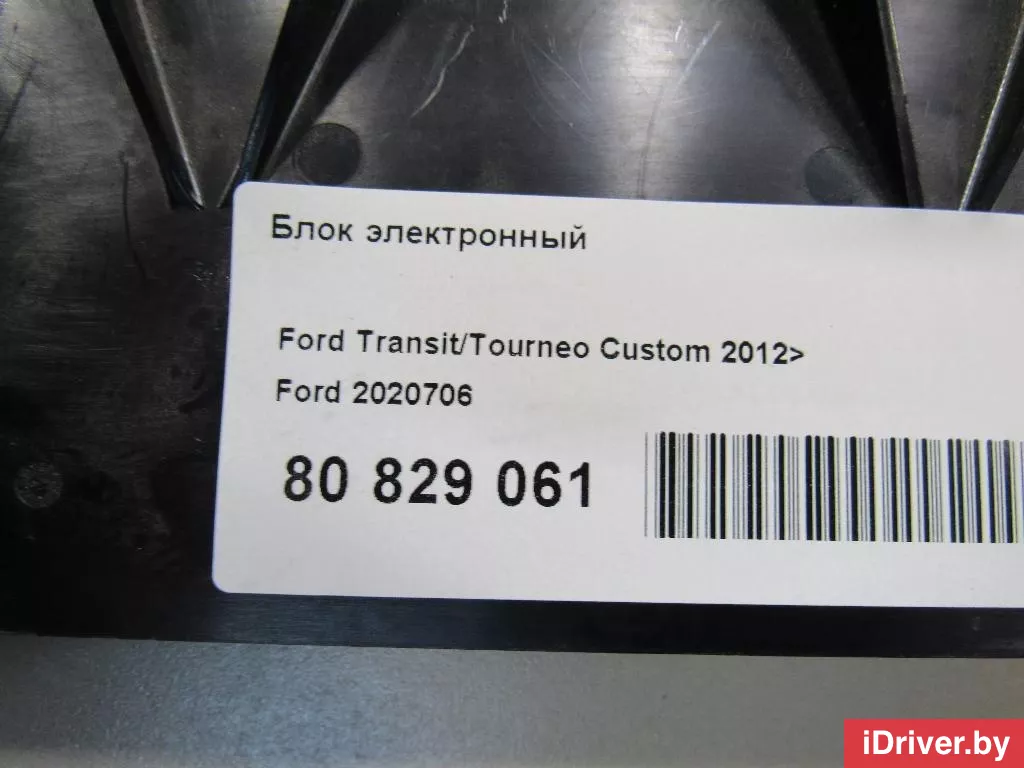 Блок электронный
Ford Transit/Tourneo Custom 2012>
Ford 2020706
80 829 061
iDriver.by